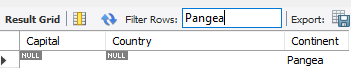 Result Grid Filter Rows: Pangea Export:
Capital Country Continent
NULL NULL Pangea